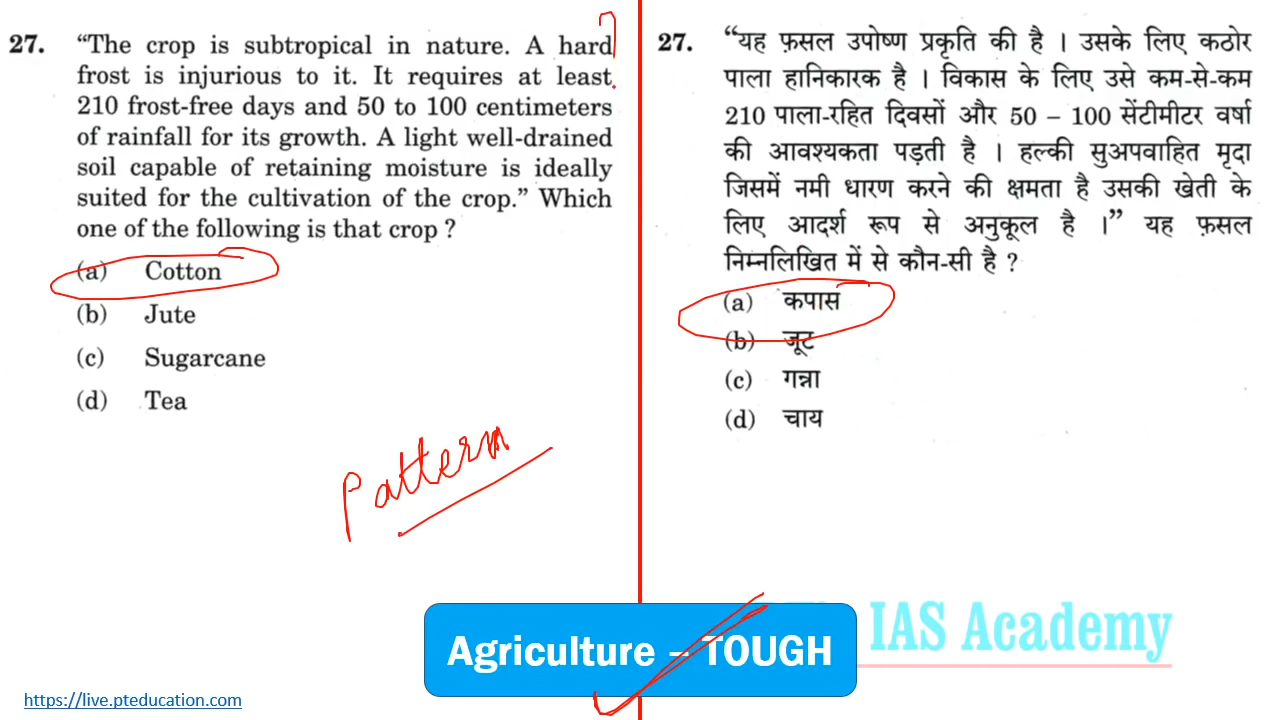 27. “The crop is subtropical in nature. A hard
frost is injurious to it. It requires at least
210 frost-free days and 50 to 100 centimeters
of rainfall for its growth. A light well-drained
soil capable of retaining moisture is ideally
suited for the cultivation of the crop.” Which
one of the following is that crop ?
(a) Cotton
(b) Jute
(c) Sugarcane
(d) Tea
Pattern
27. “यह फ़सल उपोष्ण प्रकृति की है । उसके लिए कठोर
पाला हानिकारक है । विकास के लिए उसे कम-से-कम
210 पाला-रहित दिवसों और 50 – 100 सेंटीमीटर वर्षा
की आवश्यकता पड़ती है । हल्की सुअपवाहित मृदा
जिसमें नमी धारण करने की क्षमता है उसकी खेती के
लिए आदर्श रूप से अनुकूल है ।” यह फ़सल
निम्नलिखित में से कौन-सी है ?
(a) कपास
(b) जूट
(c) गन्ना
(d) चाय
Agriculture – TOUGH
IAS Academy
https://live.pteducation.com